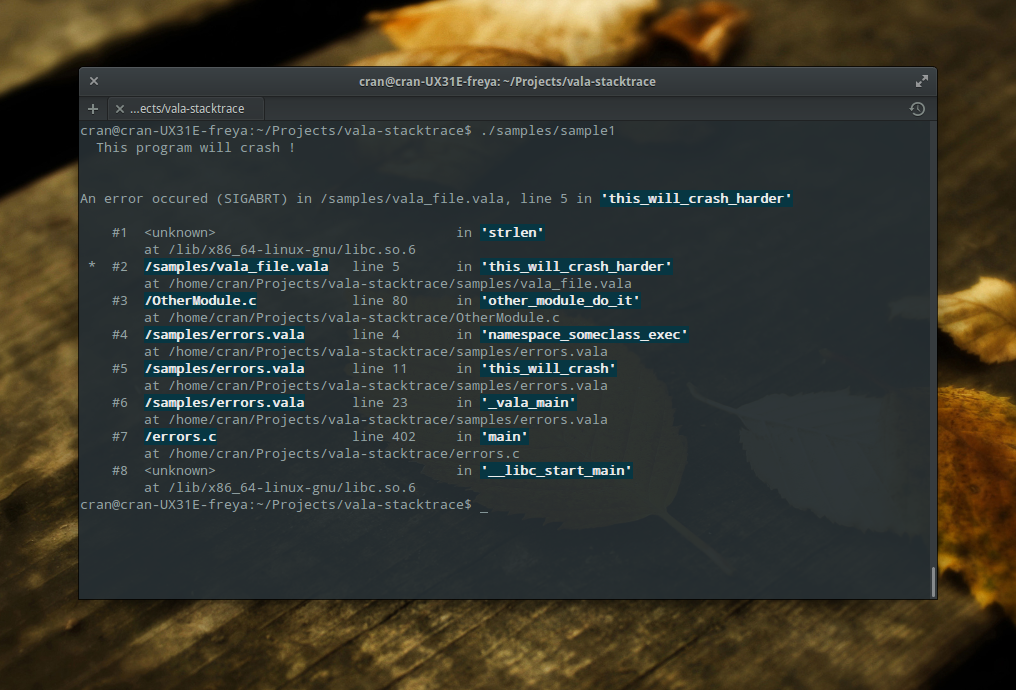 cran@cran-UX31E-freya: ~/Projects/vala-stacktrace
...ects/vala-stacktrace
cran@cran-UX31E-freya:~/Projects/vala-stacktrace$ ./samples/sample1
This program will crash !
An error occured (SIGABRT) in /samples/vala_file.vala, line 5 in 'this_will_crash_harder'
#1 <unknown> in 'strlen'
at /lib/x86_64-linux-gnu/libc.so.6
* #2 /samples/vala_file.vala line 5 in 'this_will_crash_harder'
at /home/cran/Projects/vala-stacktrace/samples/vala_file.vala
#3 /OtherModule.c line 80 in 'other_module_do_it'
at /home/cran/Projects/vala-stacktrace/OtherModule.c
#4 /samples/errors.vala line 4 in 'namespace_someclass_exec'
at /home/cran/Projects/vala-stacktrace/samples/errors.vala
#5 /samples/errors.vala line 11 in 'this_will_crash'
at /home/cran/Projects/vala-stacktrace/samples/errors.vala
#6 /samples/errors.vala line 23 in '_vala_main'
at /home/cran/Projects/vala-stacktrace/samples/errors.vala
#7 /errors.c line 402 in 'main'
at /home/cran/Projects/vala-stacktrace/errors.c
#8 <unknown> in '__libc_start_main'
at /lib/x86_64-linux-gnu/libc.so.6
cran@cran-UX31E-freya:~/Projects/vala-stacktrace$ _